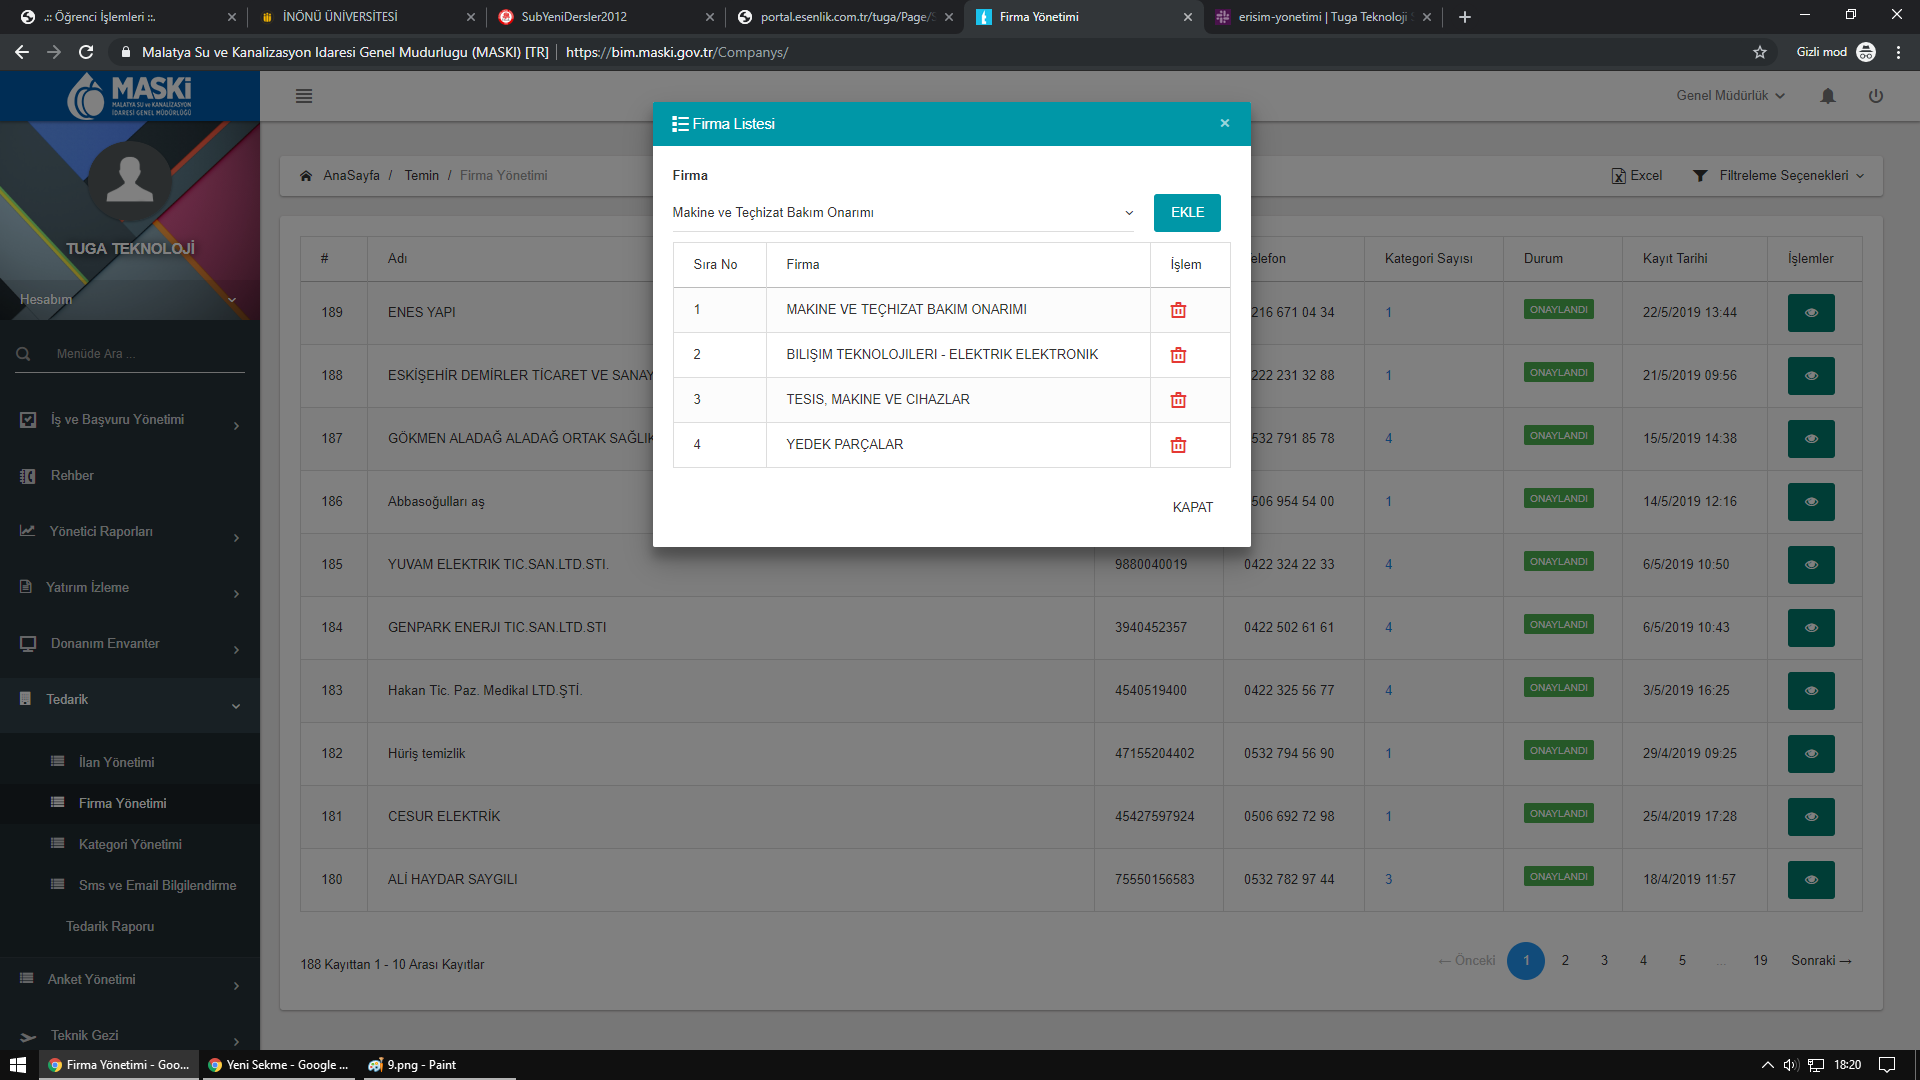 .:: Öğrenci İşlemleri ::.
İNÖNÜ ÜNİVERSİTESİ
SubYeniDersler2012
portal.esenlik.com.tr/tuga/Page/
Firma Yönetimi
erisim-yonetimi | Tuga Teknoloji
Malatya Su ve Kanalizasyon Idaresi Genel Mudurlugu (MASKI) [TR]
https://bim.maski.gov.tr/Companys/
Gizli mod
MASKİ
MALATYA SU ve KANALİZASYON
İDARESİ GENEL MÜDÜRLÜĞÜ
Genel Müdürlük
TUGA TEKNOLOJİ
Hesabım
Menüde Ara ...
İş ve Başvuru Yönetimi
Rehber
Yönetici Raporları
Yatırım İzleme
Donanım Envanter
Tedarik
İlan Yönetimi
Firma Yönetimi
Kategori Yönetimi
Sms ve Email Bilgilendirme
Tedarik Raporu
Anket Yönetimi
Teknik Gezi
AnaSayfa / Temin / Firma Yönetimi
Excel
Filtreleme Seçenekleri
Firma Listesi
×
Firma
Makine ve Teçhizat Bakım Onarımı
EKLE
Sıra No Firma İşlem
1 MAKINE VE TEÇHIZAT BAKIM ONARIMI
2 BILIŞIM TEKNOLOJILERI - ELEKTRIK ELEKTRONIK
3 TESIS, MAKINE VE CIHAZLAR
4 YEDEK PARÇALAR
KAPAT
# Adı elefon Kategori Sayısı Durum Kayıt Tarihi İşlemler
189 ENES YAPI 216 671 04 34 1 ONAYLANDI 22/5/2019 13:44
188 ESKİŞEHİR DEMİRLER TİCARET VE SANAY 222 231 32 88 1 ONAYLANDI 21/5/2019 09:56
187 GÖKMEN ALADAĞ ALADAĞ ORTAK SAĞLIK 532 791 85 78 4 ONAYLANDI 15/5/2019 14:38
186 Abbasoğulları aş 506 954 54 00 1 ONAYLANDI 14/5/2019 12:16
185 YUVAM ELEKTRIK TIC.SAN.LTD.STI. 9880040019 0422 324 22 33 4 ONAYLANDI 6/5/2019 10:50
184 GENPARK ENERJI TIC.SAN.LTD.STI 3940452357 0422 502 61 61 4 ONAYLANDI 6/5/2019 10:43
183 Hakan Tic. Paz. Medikal LTD.ŞTİ. 4540519400 0422 325 56 77 4 ONAYLANDI 3/5/2019 16:25
182 Hüriş temizlik 47155204402 0532 794 56 90 1 ONAYLANDI 29/4/2019 09:25
181 CESUR ELEKTRİK 45427597924 0506 692 72 98 1 ONAYLANDI 25/4/2019 17:28
180 ALİ HAYDAR SAYGILI 75550156583 0532 782 97 44 3 ONAYLANDI 18/4/2019 11:57
188 Kayıttan 1 - 10 Arası Kayıtlar
← Önceki 1 2 3 4 5 ... 19 Sonraki →
Firma Yönetimi - Goo...
Yeni Sekme - Google ...
9.png - Paint
18:20